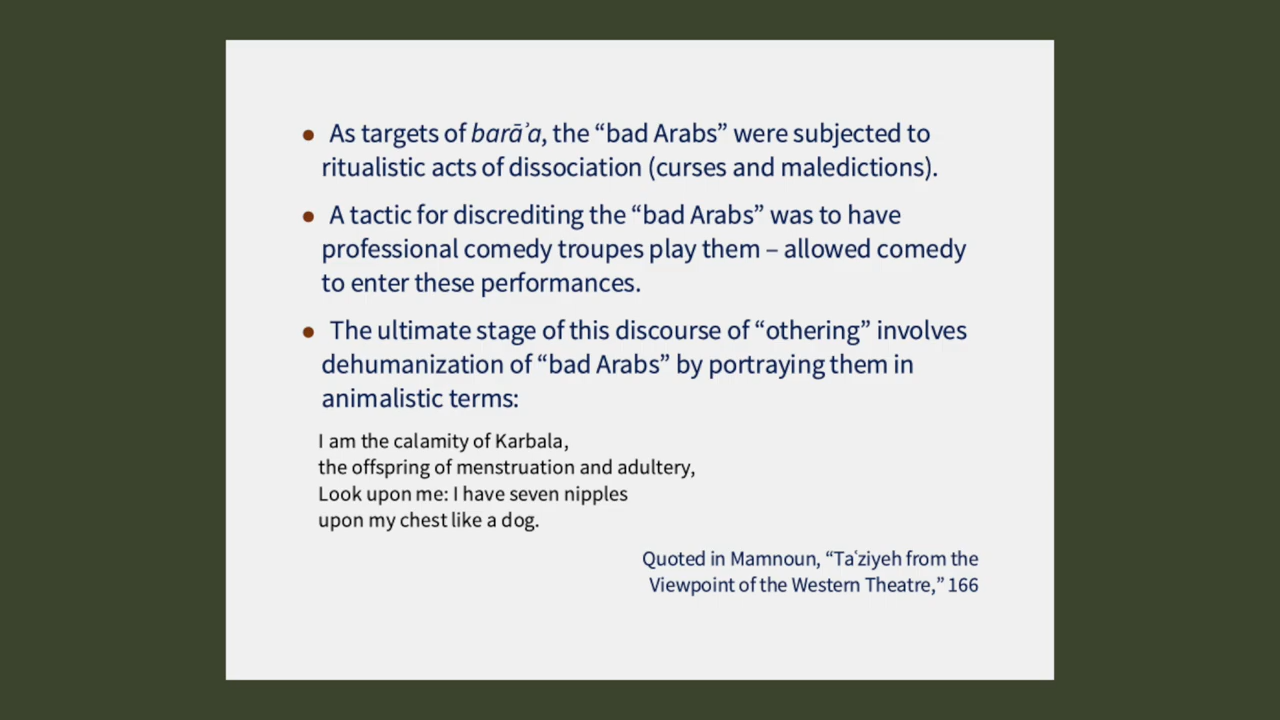 • As targets of barāʾa, the “bad Arabs” were subjected to
ritualistic acts of dissociation (curses and maledictions).
• A tactic for discrediting the “bad Arabs” was to have
professional comedy troupes play them – allowed comedy
to enter these performances.
• The ultimate stage of this discourse of “othering” involves
dehumanization of “bad Arabs” by portraying them in
animalistic terms:
I am the calamity of Karbala,
the offspring of menstruation and adultery,
Look upon me: I have seven nipples
upon my chest like a dog.
Quoted in Mamnoun, “Taʿziyeh from the
Viewpoint of the Western Theatre,” 166